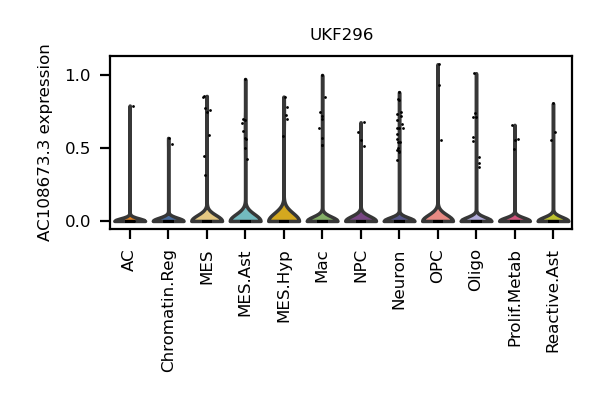 UKF296
AC108673.3 expression
1.0
0.5
0.0
AC
Chromatin.Reg
MES
MES.Ast
MES.Hyp
Mac
NPC
Neuron
OPC
Oligo
Prolif.Metab
Reactive.Ast